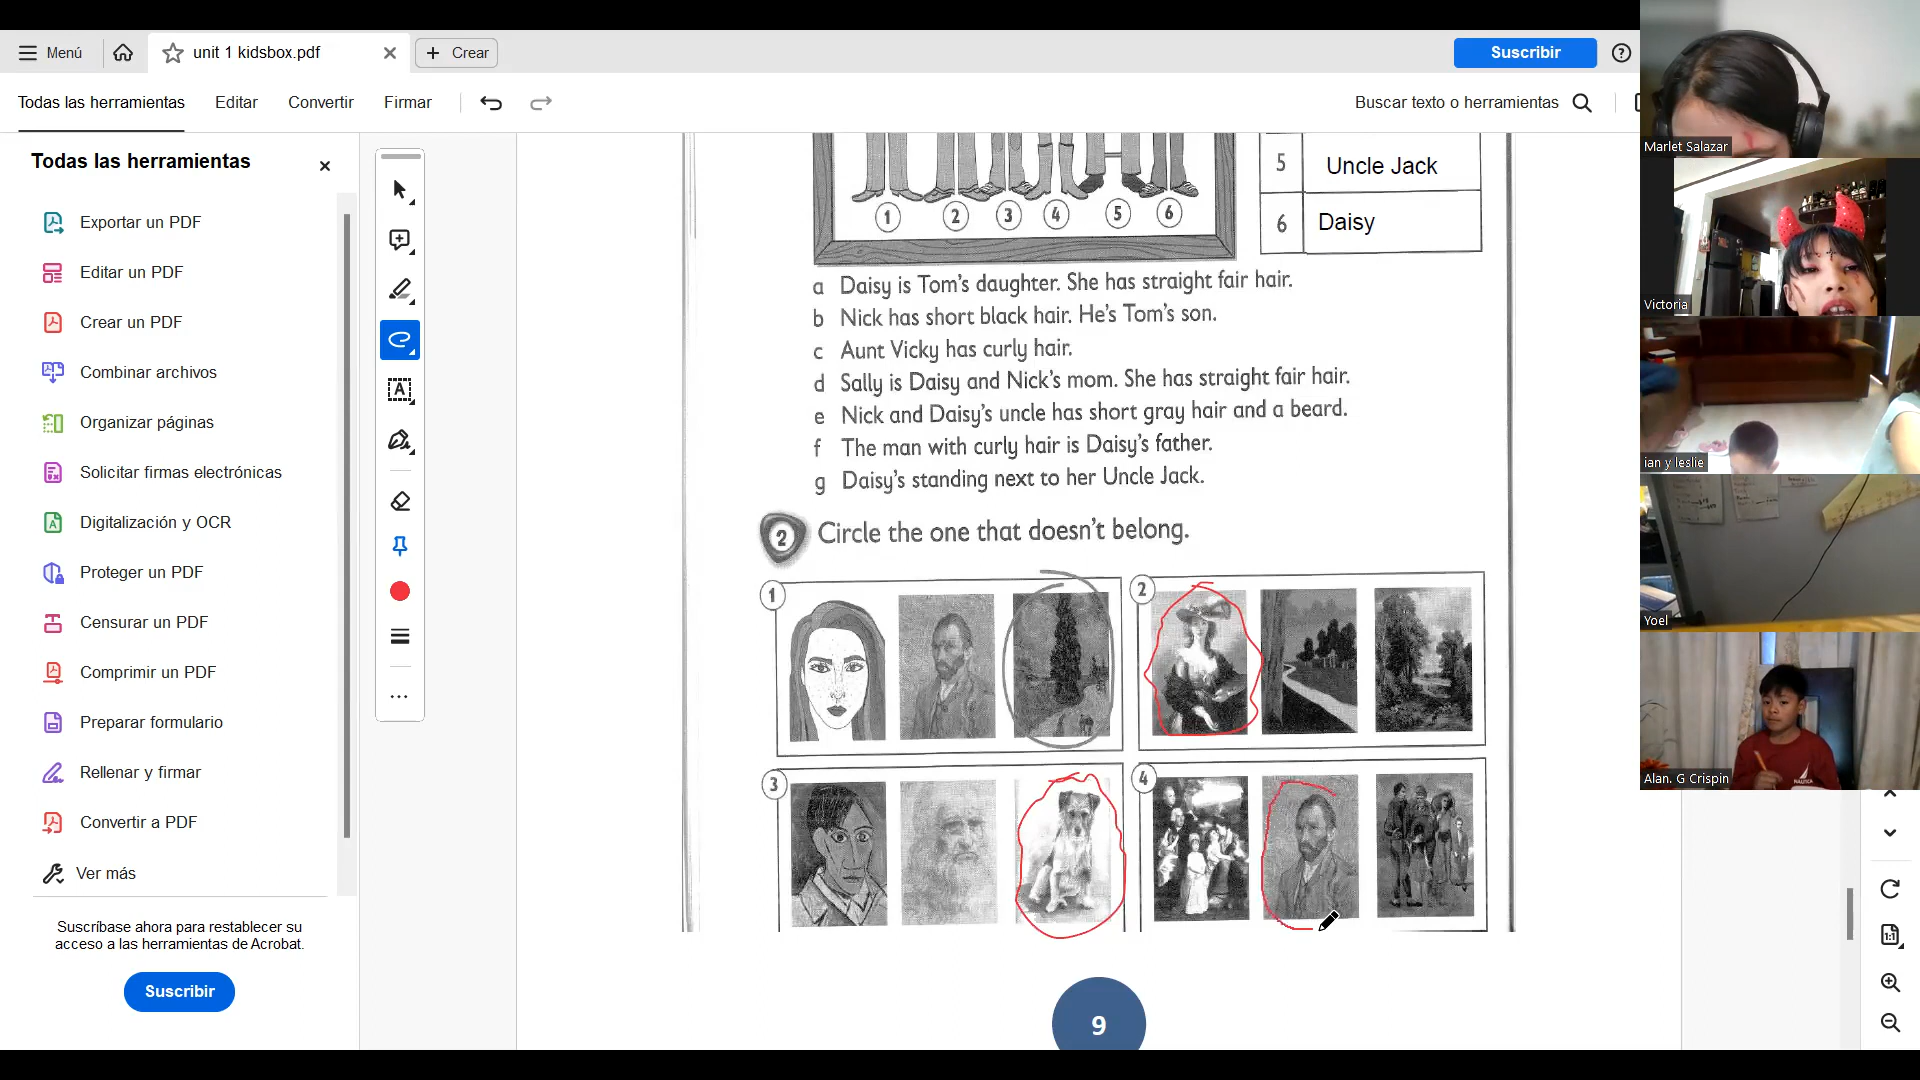 Menú
unit 1 kidsbox.pdf
Crear
Suscribir
Todas las herramientas
Editar
Convertir
Firmar
Buscar texto o herramientas
Todas las herramientas
Exportar un PDF
Editar un PDF
Crear un PDF
Combinar archivos
Organizar páginas
Solicitar firmas electrónicas
Digitalización y OCR
Proteger un PDF
Censurar un PDF
Comprimir un PDF
Preparar formulario
Rellenar y firmar
Convertir a PDF
Ver más
Suscríbase ahora para restablecer su
acceso a las herramientas de Acrobat.
Suscribir
1 2 3 4 5 6
5 Uncle Jack
6 Daisy
a Daisy is Tom's daughter. She has straight fair hair.
b Nick has short black hair. He's Tom's son.
c Aunt Vicky has curly hair.
d Sally is Daisy and Nick's mom. She has straight fair hair.
e Nick and Daisy's uncle has short gray hair and a beard.
f The man with curly hair is Daisy's father.
g Daisy's standing next to her Uncle Jack.
2 Circle the one that doesn't belong.
1
2
3
4
9
Marlet Salazar
Victoria
ian y leslie
Yoel
NAUTICA
Alan. G Crispin
1:1